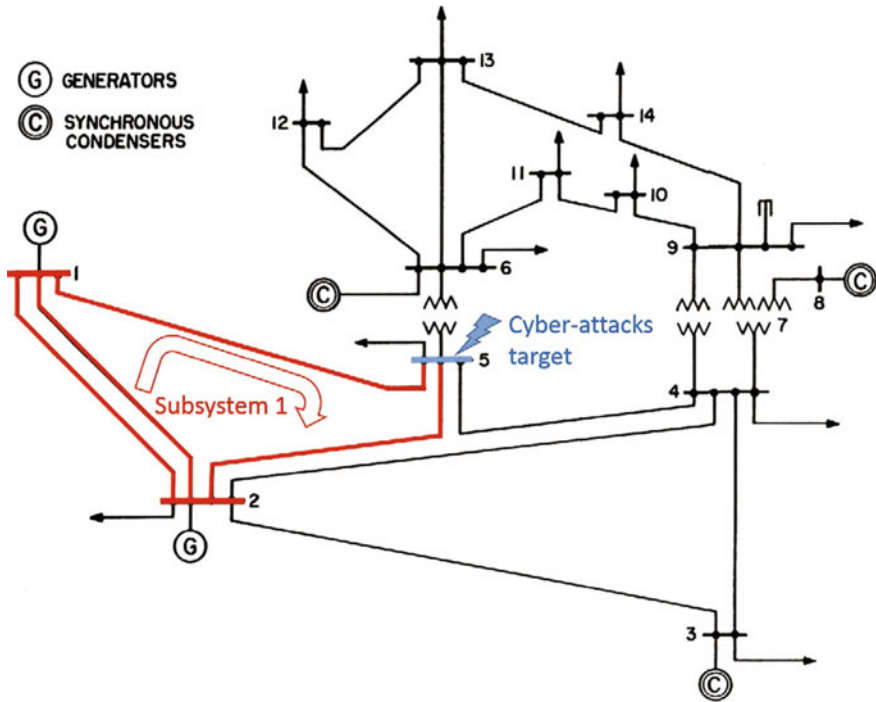 G GENERATORS
C SYNCHRONOUS
CONDENSERS
13
12
14
11
10
G
1
6
9
C
8
C
7
Cyber-attacks
target
5
Subsystem 1
4
2
G
3
C